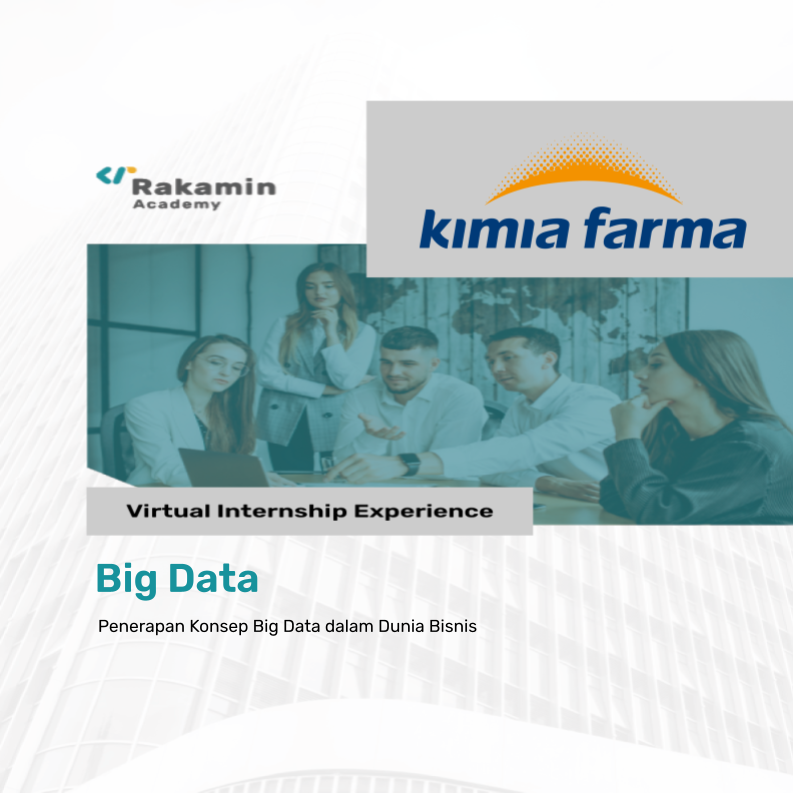 Rakamin
Academy
kimia farma
Virtual Internship Experience
Big Data
Penerapan Konsep Big Data dalam Dunia Bisnis